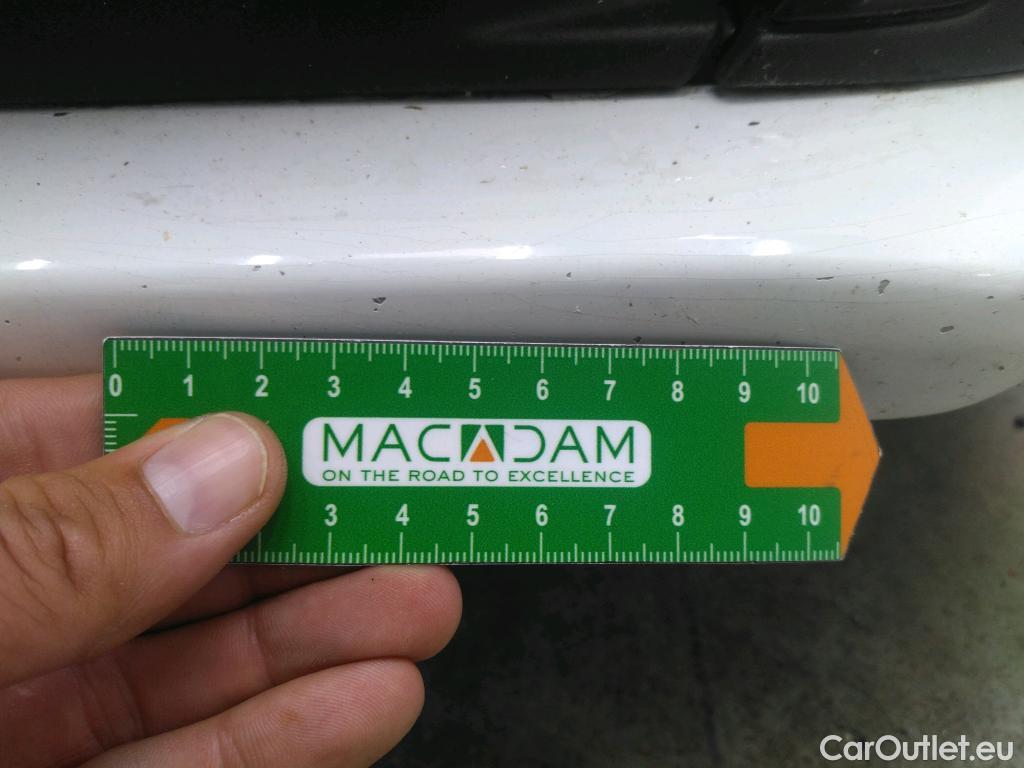 0 1 2 3 4 5 6 7 8 9 10
MACADAM
ON THE ROAD TO EXCELLENCE
3 4 5 6 7 8 9 10
CarOutlet.eu